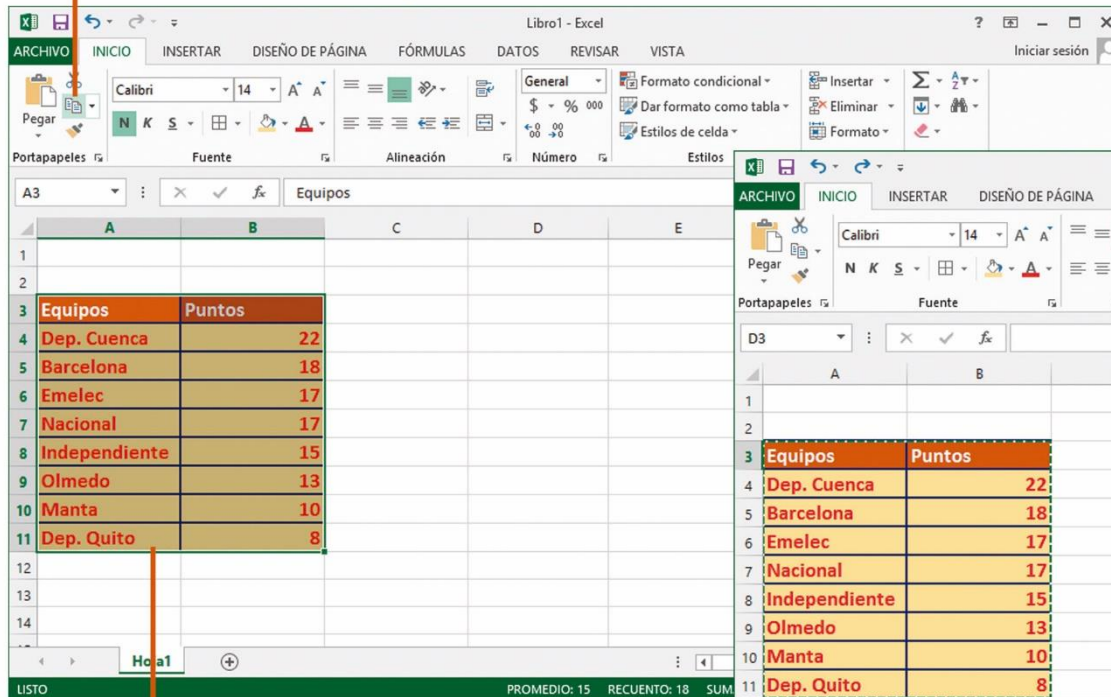 Libro1 - Excel
ARCHIVO INICIO INSERTAR DISEÑO DE PÁGINA FÓRMULAS DATOS REVISAR VISTA Iniciar sesión
Calibri 14 A A General Formato condicional Insertar
$ % 000 Dar formato como tabla Eliminar
Pegar N K S A Estilos de celda Formato
Portapapeles Fuente Alineación Número Estilos
A3 fx Equipos
A B C D E
1
2
3 Equipos Puntos
4 Dep. Cuenca 22
5 Barcelona 18
6 Emelec 17
7 Nacional 17
8 Independiente 15
9 Olmedo 13
10 Manta 10
11 Dep. Quito 8
12
13
14
Hoja1
LISTO PROMEDIO: 15 RECUENTO: 18
ARCHIVO INICIO INSERTAR DISEÑO DE PÁGINA
Calibri 14 A A
Pegar N K S A
Portapapeles Fuente
D3 fx
A B
1
2
3 Equipos Puntos
4 Dep. Cuenca 22
5 Barcelona 18
6 Emelec 17
7 Nacional 17
8 Independiente 15
9 Olmedo 13
10 Manta 10
11 Dep. Quito 8